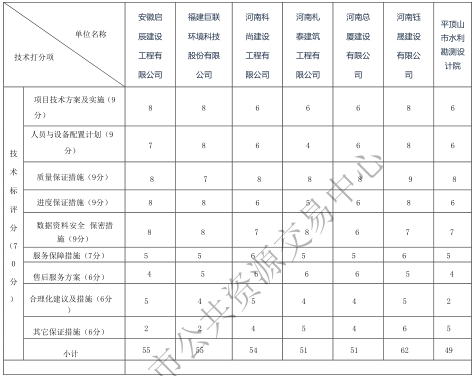 单位名称
技术打分项
安徽启
辰建设
工程有
限公司
福建巨联
环境科技
股份有限
公司
河南科
尚建设
工程有
限公司
河南札
泰建筑
工程有
限公司
河南总
厦建设
有限公
司
河南钰
晟建设
有限公
司
平顶山
市水利
勘测设
计院
技术标评分(70分)
项目技术方案及实施(9
分) 8 8 6 6 6 8 6
人员与设备配置计划(9
分) 7 8 6 4 6 8 6
质量保证措施(9分) 8 7 8 8 8 9 8
进度保证措施(9分) 8 8 6 5 6 8 6
数据资料安全 保密措
施(9分) 8 8 7 8 6 7 7
服务保障措施(7分) 5 5 6 5 5 6 5
售后服务方案(6分) 4 5 6 6 6 5 4
合理化建议及措施(6分
) 5 4 5 4 4 5 2
其它保证措施(6分) 2 2 4 5 4 6 5
小计 55 55 54 51 51 62 49
市公共资源交易中心